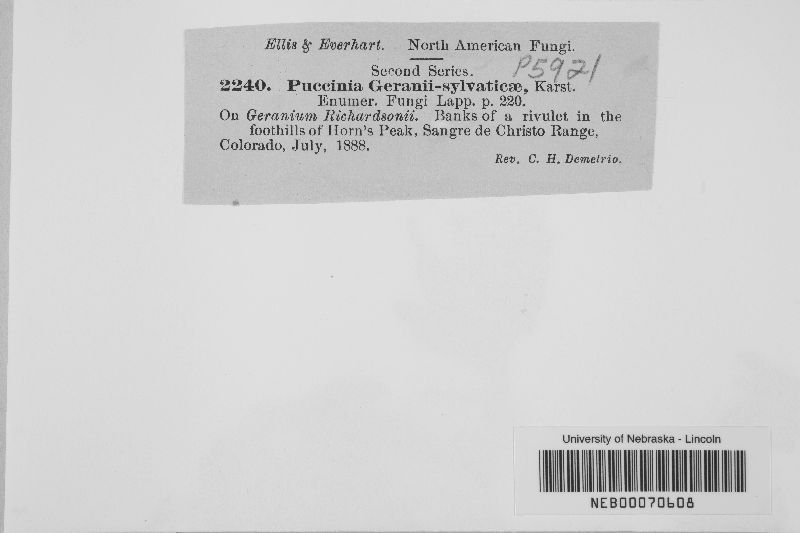 Ellis & Everhart. North American Fungi.
Second Series.
P5921
2240. Puccinia Geranii-sylvaticæ, Karst.
Enumer. Fungi Lapp. p. 220.
On Geranium Richardsonii. Banks of a rivulet in the
foothills of Horn's Peak, Sangre de Christo Range,
Colorado, July, 1888.
Rev. C. H. Demetrio.
University of Nebraska - Lincoln
NEB00070608